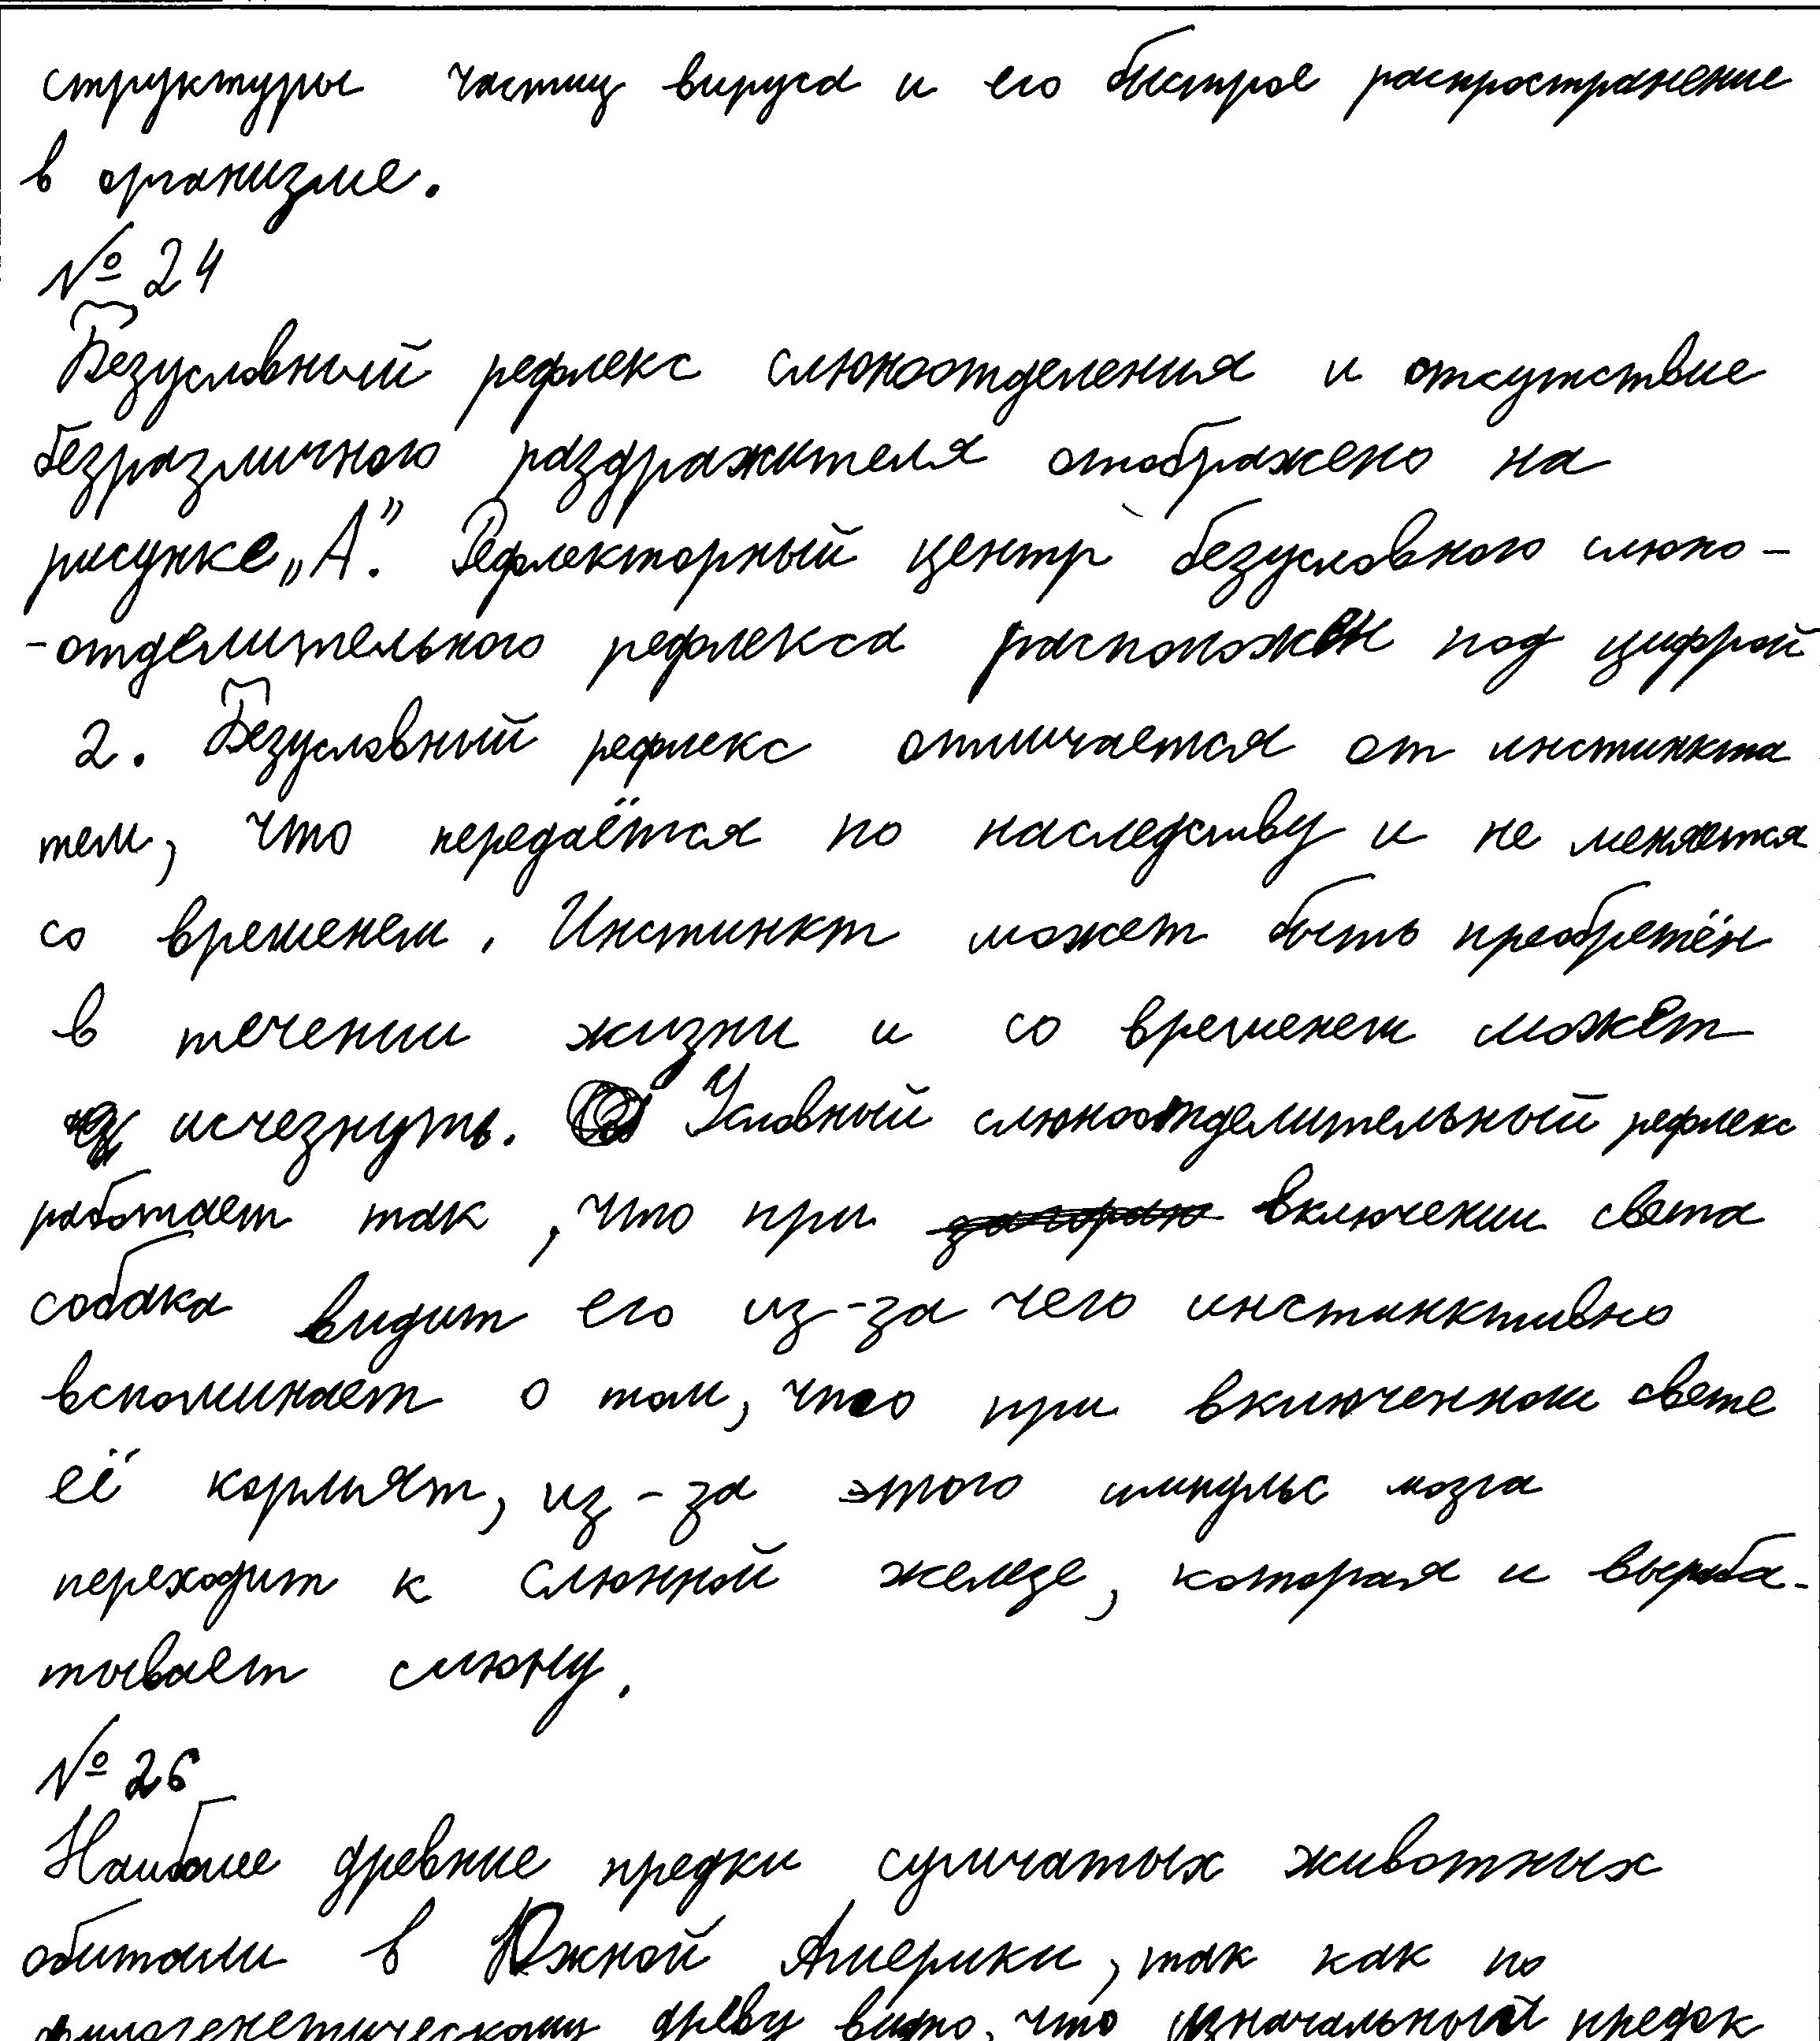 структуры частиц вируса и его быстрое распространение
в организме.
№ 24
Безусловный рефлекс слюноотделения и отсутствие
безразличного раздражителя отображено на
рисунке „А”. Рефлекторный центр безусловного слюно-
-отделительного рефлекса расположен под цифрой
2. Безусловный рефлекс отличается от инстинкта
тем, что передаётся по наследству и не меняется
со временем. Инстинкт может быть преобретён
в течении жизни и со временем может
исчезнуть. Условный слюноотделительный рефлекс
работает так, что при включении света
собака видит его из-за чего инстинктивно
вспоминает о том, что при включенном свете
её кормят, из-за этого импульс мозга
переходит к слюнной железе, которая и выраба-
тывает слюну.
№ 26
Наиболее древние предки сумчатых животных
обитали в Южной Америки, так как по
филогенетическому древу видно, что изначальный предок